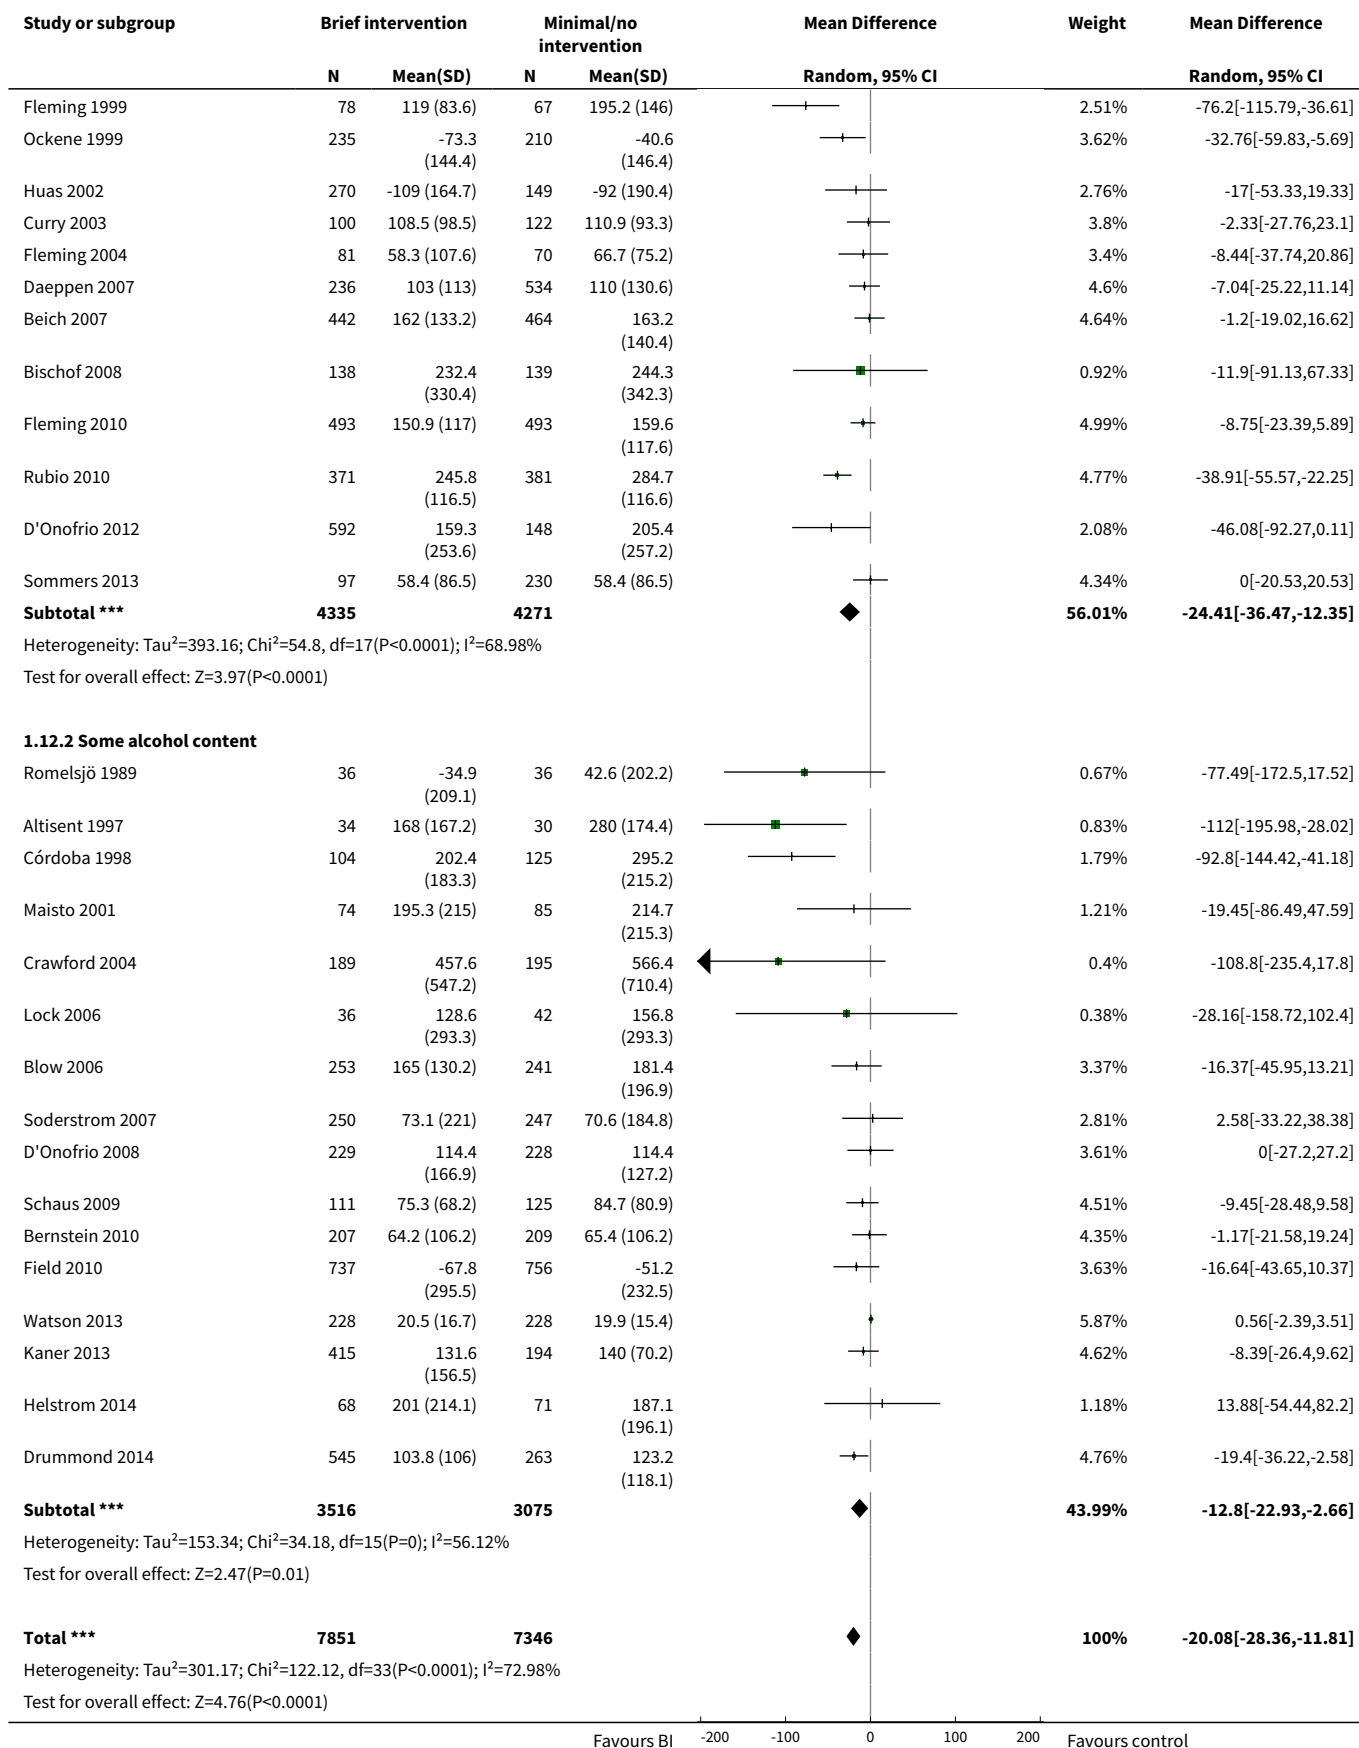 Study or subgroup Brief intervention Minimal/no intervention Mean Difference Weight Mean Difference
N Mean(SD) N Mean(SD) Random, 95% CI Random, 95% CI
Fleming 1999 78 119 (83.6) 67 195.2 (146) 2.51% -76.2[-115.79,-36.61]
Ockene 1999 235 -73.3 (144.4) 210 -40.6 (146.4) 3.62% -32.76[-59.83,-5.69]
Huas 2002 270 -109 (164.7) 149 -92 (190.4) 2.76% -17[-53.33,19.33]
Curry 2003 100 108.5 (98.5) 122 110.9 (93.3) 3.8% -2.33[-27.76,23.1]
Fleming 2004 81 58.3 (107.6) 70 66.7 (75.2) 3.4% -8.44[-37.74,20.86]
Daeppen 2007 236 103 (113) 534 110 (130.6) 4.6% -7.04[-25.22,11.14]
Beich 2007 442 162 (133.2) 464 163.2 (140.4) 4.64% -1.2[-19.02,16.62]
Bischof 2008 138 232.4 (330.4) 139 244.3 (342.3) 0.92% -11.9[-91.13,67.33]
Fleming 2010 493 150.9 (117) 493 159.6 (117.6) 4.99% -8.75[-23.39,5.89]
Rubio 2010 371 245.8 (116.5) 381 284.7 (116.6) 4.77% -38.91[-55.57,-22.25]
D'Onofrio 2012 592 159.3 (253.6) 148 205.4 (257.2) 2.08% -46.08[-92.27,0.11]
Sommers 2013 97 58.4 (86.5) 230 58.4 (86.5) 4.34% 0[-20.53,20.53]
Subtotal *** 4335 4271 56.01% -24.41[-36.47,-12.35]
Heterogeneity: Tau²=393.16; Chi²=54.8, df=17(P<0.0001); I²=68.98%
Test for overall effect: Z=3.97(P<0.0001)
1.12.2 Some alcohol content
Romelsjö 1989 36 -34.9 (209.1) 36 42.6 (202.2) 0.67% -77.49[-172.5,17.52]
Altisent 1997 34 168 (167.2) 30 280 (174.4) 0.83% -112[-195.98,-28.02]
Córdoba 1998 104 202.4 (183.3) 125 295.2 (215.2) 1.79% -92.8[-144.42,-41.18]
Maisto 2001 74 195.3 (215) 85 214.7 (215.3) 1.21% -19.45[-86.49,47.59]
Crawford 2004 189 457.6 (547.2) 195 566.4 (710.4) 0.4% -108.8[-235.4,17.8]
Lock 2006 36 128.6 (293.3) 42 156.8 (293.3) 0.38% -28.16[-158.72,102.4]
Blow 2006 253 165 (130.2) 241 181.4 (196.9) 3.37% -16.37[-45.95,13.21]
Soderstrom 2007 250 73.1 (221) 247 70.6 (184.8) 2.81% 2.58[-33.22,38.38]
D'Onofrio 2008 229 114.4 (166.9) 228 114.4 (127.2) 3.61% 0[-27.2,27.2]
Schaus 2009 111 75.3 (68.2) 125 84.7 (80.9) 4.51% -9.45[-28.48,9.58]
Bernstein 2010 207 64.2 (106.2) 209 65.4 (106.2) 4.35% -1.17[-21.58,19.24]
Field 2010 737 -67.8 (295.5) 756 -51.2 (232.5) 3.63% -16.64[-43.65,10.37]
Watson 2013 228 20.5 (16.7) 228 19.9 (15.4) 5.87% 0.56[-2.39,3.51]
Kaner 2013 415 131.6 (156.5) 194 140 (70.2) 4.62% -8.39[-26.4,9.62]
Helstrom 2014 68 201 (214.1) 71 187.1 (196.1) 1.18% 13.88[-54.44,82.2]
Drummond 2014 545 103.8 (106) 263 123.2 (118.1) 4.76% -19.4[-36.22,-2.58]
Subtotal *** 3516 3075 43.99% -12.8[-22.93,-2.66]
Heterogeneity: Tau²=153.34; Chi²=34.18, df=15(P=0); I²=56.12%
Test for overall effect: Z=2.47(P=0.01)
Total *** 7851 7346 100% -20.08[-28.36,-11.81]
Heterogeneity: Tau²=301.17; Chi²=122.12, df=33(P<0.0001); I²=72.98%
Test for overall effect: Z=4.76(P<0.0001)
Favours BI -200 -100 0 100 200 Favours control